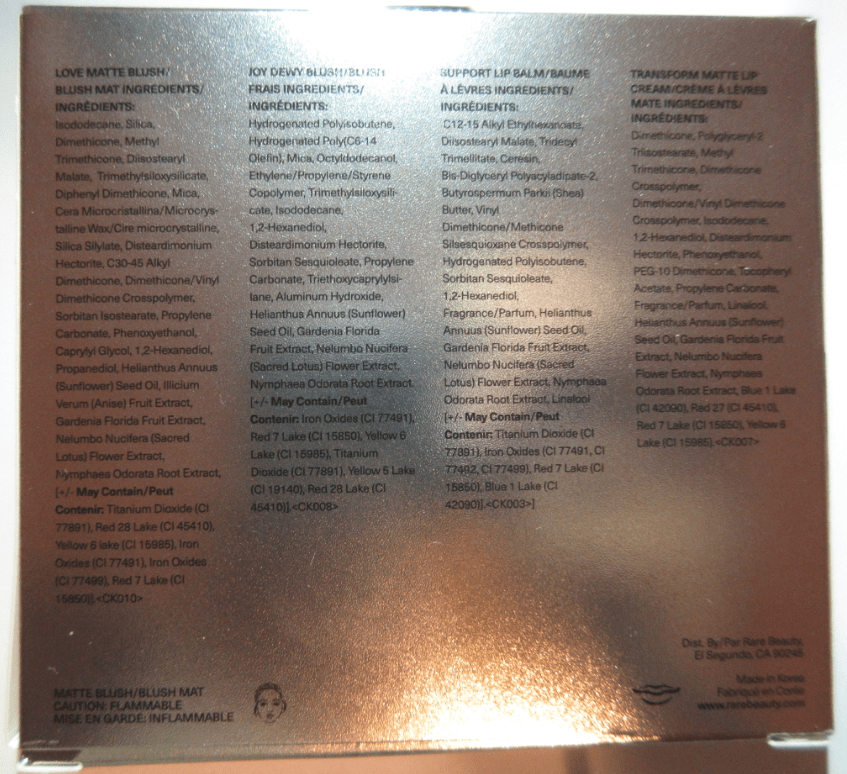 LOVE MATTE BLUSH/
BLUSH MAT INGREDIENTS/
INGRÉDIENTS:
Isododecane, Silica,
Dimethicone, Methyl
Trimethicone, Diisostearyl
Malate, Trimethylsiloxysilicate,
Diphenyl Dimethicone, Mica,
Cera Microcristallina/Microcrys-
talline Wax/Cire microcrystalline,
Silica Silylate, Disteardimonium
Hectorite, C30-45 Alkyl
Dimethicone, Dimethicone/Vinyl
Dimethicone Crosspolymer,
Sorbitan Isostearate, Propylene
Carbonate, Phenoxyethanol,
Caprylyl Glycol, 1,2-Hexanediol,
Propanediol, Helianthus Annuus
(Sunflower) Seed Oil, Illicium
Verum (Anise) Fruit Extract,
Gardenia Florida Fruit Extract,
Nelumbo Nucifera (Sacred
Lotus) Flower Extract,
Nymphaea Odorata Root Extract,
[+/- May Contain/Peut
Contenir: Titanium Dioxide (CI
77891), Red 28 Lake (CI 45410),
Yellow 6 lake (CI 15985), Iron
Oxides (CI 77491), Iron Oxides
(CI 77499), Red 7 Lake (CI
15850)].<CK010>
JOY DEWY BLUSH/BLUSH
FRAIS INGREDIENTS/
INGRÉDIENTS:
Hydrogenated Polyisobutene,
Hydrogenated Poly(C6-14
Olefin), Mica, Octyldodecanol,
Ethylene/Propylene/Styrene
Copolymer, Trimethylsiloxysili-
cate, Isododecane,
1,2-Hexanediol,
Disteardimonium Hectorite,
Sorbitan Sesquioleate, Propylene
Carbonate, Triethoxycaprylylsi-
lane, Aluminum Hydroxide,
Helianthus Annuus (Sunflower)
Seed Oil, Gardenia Florida
Fruit Extract, Nelumbo Nucifera
(Sacred Lotus) Flower Extract,
Nymphaea Odorata Root Extract.
[+/- May Contain/Peut
Contenir: Iron Oxides (CI 77491),
Red 7 Lake (CI 15850), Yellow 6
Lake (CI 15985), Titanium
Dioxide (CI 77891), Yellow 5 Lake
(CI 19140), Red 28 Lake (CI
45410)].<CK008>
SUPPORT LIP BALM/BAUME
À LÈVRES INGREDIENTS/
INGRÉDIENTS:
C12-15 Alkyl Ethylhexanoate,
Diisostearyl Malate, Tridecyl
Trimellitate, Ceresin,
Bis-Diglyceryl Polyacyladipate-2,
Butyrospermum Parkii (Shea)
Butter, Vinyl
Dimethicone/Methicone
Silsesquioxane Crosspolymer,
Hydrogenated Polyisobutene,
Sorbitan Sesquioleate,
1,2-Hexanediol,
Fragrance/Parfum, Helianthus
Annuus (Sunflower) Seed Oil,
Gardenia Florida Fruit Extract,
Nelumbo Nucifera (Sacred
Lotus) Flower Extract, Nymphaea
Odorata Root Extract, Linalool
[+/- May Contain/Peut
Contenir: Titanium Dioxide (CI
77891), Iron Oxides (CI 77491, CI
77492, CI 77499), Red 7 Lake (CI
15850), Blue 1 Lake (CI
42090)].<CK003>]
TRANSFORM MATTE LIP
CREAM/CRÈME À LÈVRES
MATE INGREDIENTS/
INGRÉDIENTS:
Dimethicone, Polyglyceryl-2
Triisostearate, Methyl
Trimethicone, Dimethicone
Crosspolymer,
Dimethicone/Vinyl Dimethicone
Crosspolymer, Isododecane,
1,2-Hexanediol, Disteardimonium
Hectorite, Phenoxyethanol,
PEG-10 Dimethicone, Tocopheryl
Acetate, Propylene Carbonate,
Fragrance/Parfum, Linalool,
Helianthus Annuus (Sunflower)
Seed Oil, Gardenia Florida Fruit
Extract, Nelumbo Nucifera
Flower Extract, Nymphaea
Odorata Root Extract, Blue 1 Lake
(CI 42090), Red 27 (CI 45410),
Red 7 Lake (CI 15850), Yellow 6
Lake (CI 15985).<CK007>
MATTE BLUSH/BLUSH MAT
CAUTION: FLAMMABLE
MISE EN GARDE: INFLAMMABLE
Dist. By/Par Rare Beauty,
El Segundo, CA 90245
Made in Korea
Fabriqué en Corée
www.rarebeauty.com